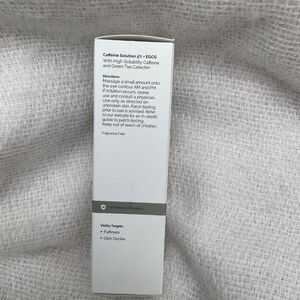 Caffeine Solution 5% + EGCG
With High-Solubility Caffeine
and Green Tea Catechin
Directions
Massage a small amount onto
the eye contour AM and PM.
If irritation occurs, cease
use and consult a physician.
Use only as directed on
unbroken skin. Patch testing
prior to use is advised. Refer
to our website for an in-depth
guide to patch testing.
Keep out of reach of children.
Fragrance Free
Visibly Targets:
• Puffiness
• Dark Circles